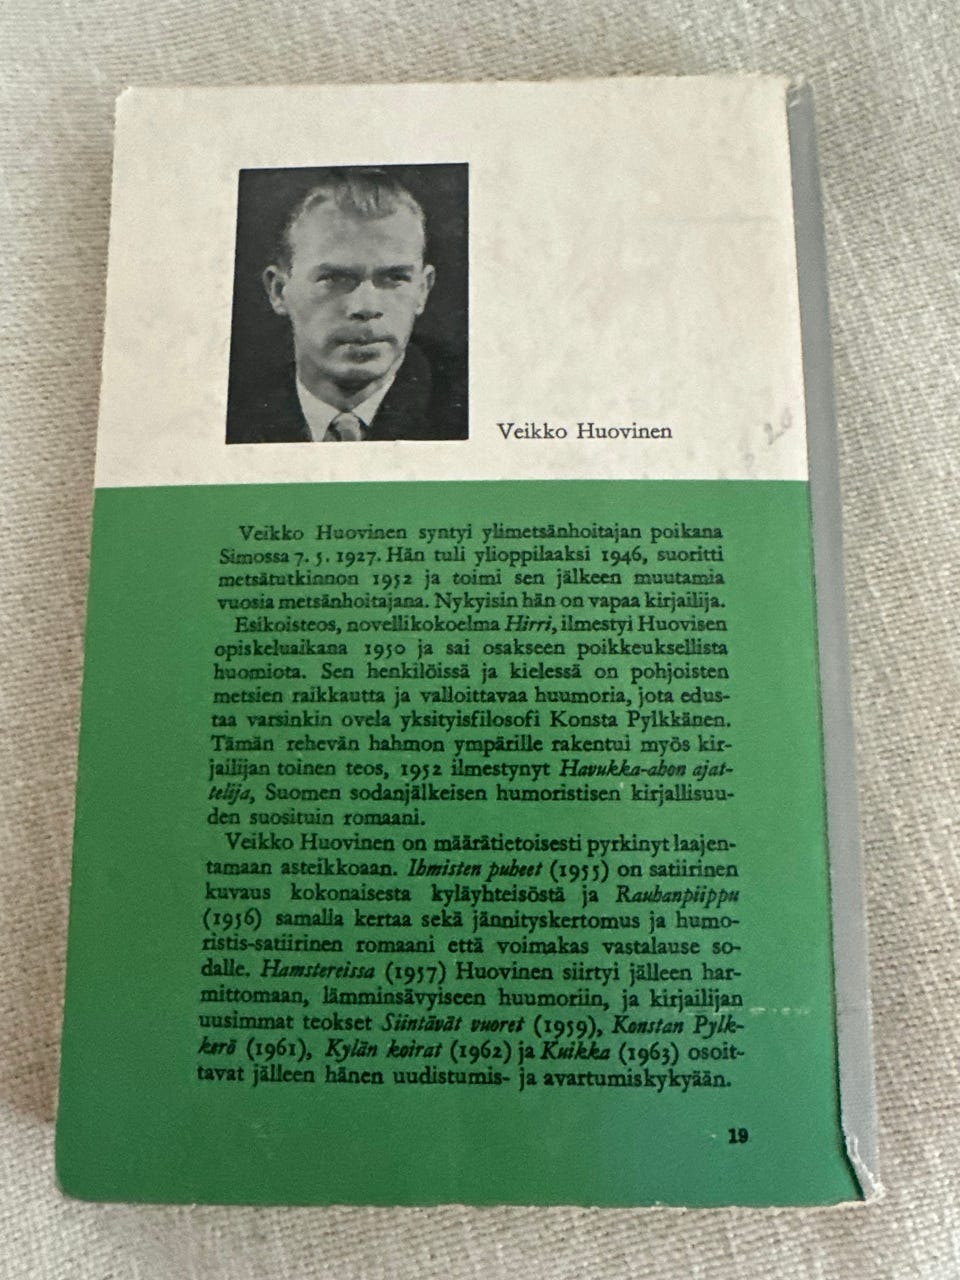 Veikko Huovinen
Veikko Huovinen syntyi ylimetsänhoitajan poikana
Simossa 7. 5. 1927. Hän tuli ylioppilaaksi 1946, suoritti
metsätutkinnon 1952 ja toimi sen jälkeen muutamia
vuosia metsänhoitajana. Nykyisin hän on vapaa kirjailija.
Esikoisteos, novellikokoelma Hirri, ilmestyi Huovisen
opiskeluaikana 1950 ja sai osakseen poikkeuksellista
huomiota. Sen henkilöissä ja kielessä on pohjoisten
metsien raikkautta ja valloittavaa huumoria, jota edus-
taa varsinkin ovela yksityisfilosofi Konsta Pylkkänen.
Tämän rehevän hahmon ympärille rakentui myös kir-
jailijan toinen teos, 1952 ilmestynyt Havukka-ahon ajat-
telija, Suomen sodanjälkeisen humoristisen kirjallisuu-
den suosituin romaani.
Veikko Huovinen on määrätietoisesti pyrkinyt laajen-
tamaan asteikkoaan. Ihmisten puheet (1955) on satiirinen
kuvaus kokonaisesta kyläyhteisöstä ja Rauhanpiippu
(1956) samalla kertaa sekä jännityskertomus ja humo-
ristis-satiirinen romaani että voimakas vastalause so-
dalle. Hamstereissa (1957) Huovinen siirtyi jälleen har-
mittomaan, lämminsävyiseen huumoriin, ja kirjailijan
uusimmat teokset Siintävät vuoret (1959), Konstan Pylk-
kerö (1961), Kylän koirat (1962) ja Kuikka (1963) osoit-
tavat jälleen hänen uudistumis- ja avartumiskykyään.
19